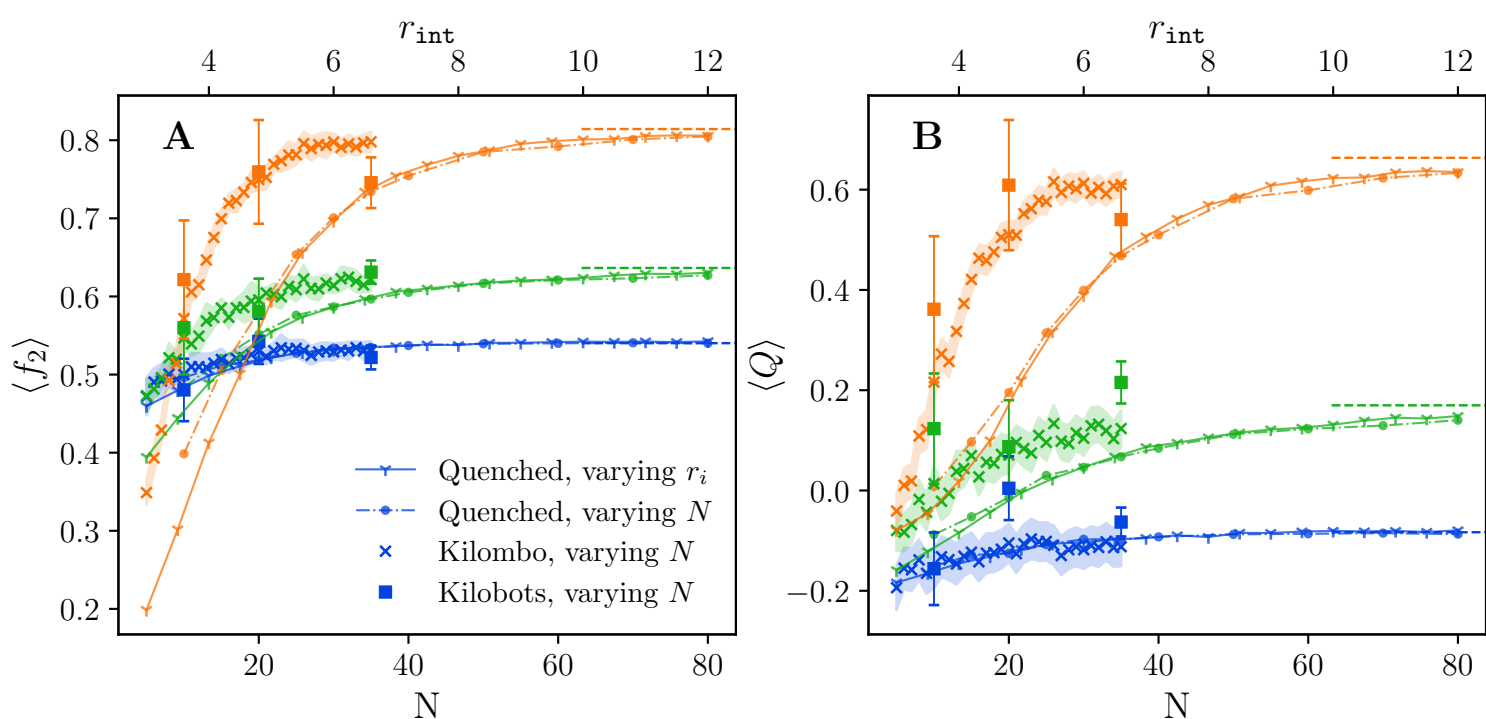 r_int
r_int
4 6 8 10 12
4 6 8 10 12
A
B
0.8
0.7
0.6
0.5
0.4
0.3
0.2
⟨f₂⟩
0.6
0.4
0.2
0.0
−0.2
⟨Q⟩
Quenched, varying r_i
Quenched, varying N
Kilombo, varying N
Kilobots, varying N
20 40 60 80
20 40 60 80
N
N